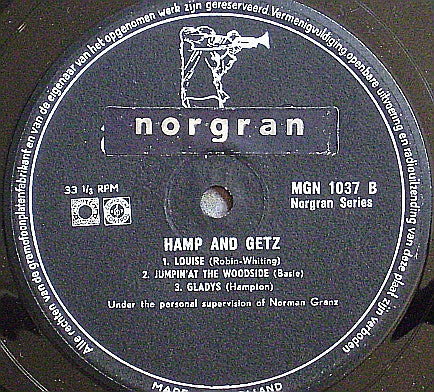 Alle rechten van de grammofoonplatenfabrikant en van de eigenaar van het opgenomen werk zijn gereserveerd. Vermenigvuldiging, openbare uitvoering en radiouitzending van deze plaat zijn verboden
norgran
33 1/3 RPM
MGN 1037 B
Norgran Series
HAMP AND GETZ
1. LOUISE (Robin-Whiting)
2. JUMPIN'AT THE WOODSIDE (Basie)
3. GLADYS (Hampton)
Under the personal supervision of Norman Granz